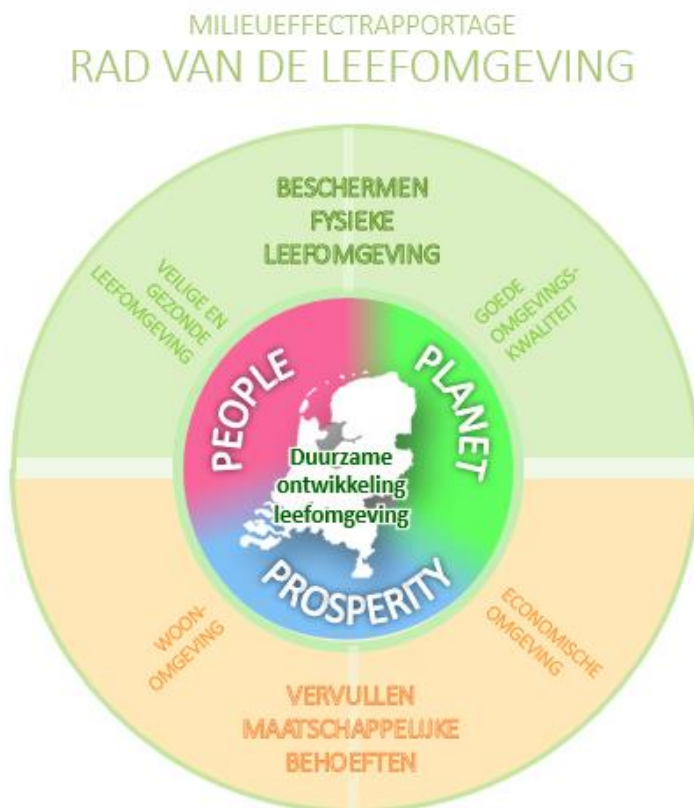 MILIEUEFFECTRAPPORTAGE
RAD VAN DE LEEFOMGEVING
BESCHERMEN
FYSIEKE
LEEFOMGEVING
VEILIGE EN
GEZONDE
LEEFOMGEVING
GOEDE
OMGEVINGS-
KWALITEIT
PEOPLE
PLANET
Duurzame
ontwikkeling
leefomgeving
PROSPERITY
WOON-
OMGEVING
ECONOMISCHE
OMGEVING
VERVULLEN
MAATSCHAPPELIJKE
BEHOEFTEN